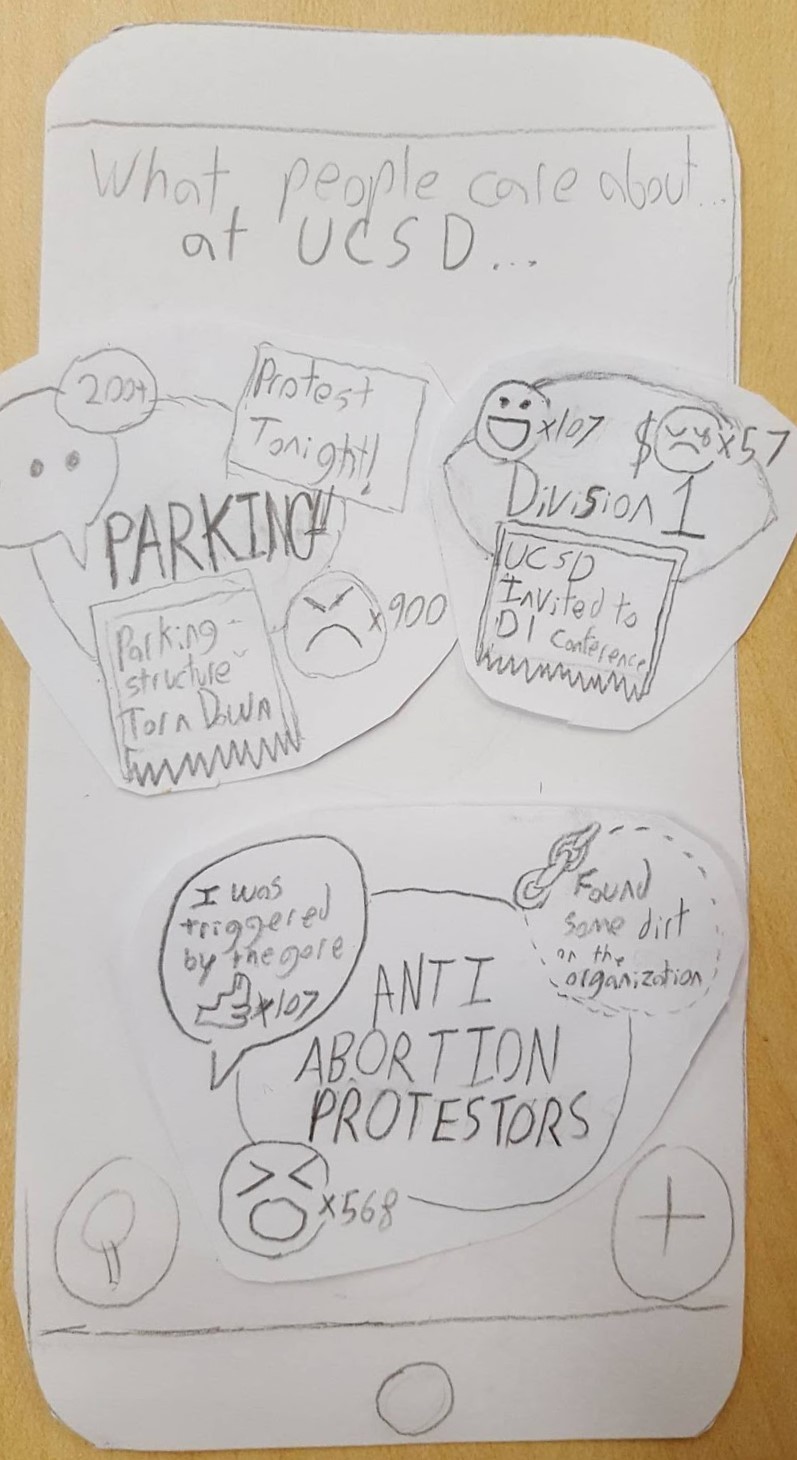 What people care about...
at UCSD...
200+
Protest
Tonight!
PARKING!!
x900
Parking
structure
Torn Down
x107
$ x57
Division 1
UCSD
Invited to
D1 conference
I was
triggered
by the gore
x107
Found
some dirt
on the
organization
ANTI
ABORTION
PROTESTORS
x568